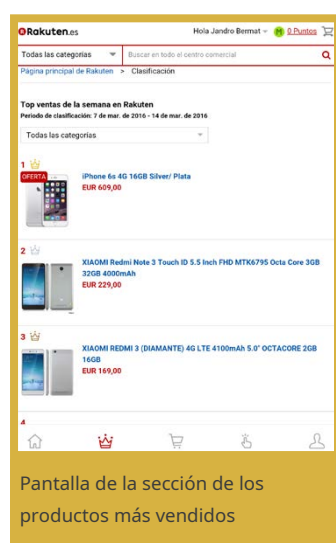 Rakuten.es Hola Jandro Bermat 0 Puntos
Todas las categorías Buscar en todo el centro comercial
Página principal de Rakuten > Clasificación
Top ventas de la semana en Rakuten
Periodo de clasificación: 7 de mar. de 2016 - 14 de mar. de 2016
Todas las categorías
1
OFERTA iPhone 6s 4G 16GB Silver/ Plata
EUR 609,00
2
XIAOMI Redmi Note 3 Touch ID 5.5 Inch FHD MTK6795 Octa Core 3GB
32GB 4000mAh
EUR 229,00
3
XIAOMI REDMI 3 (DIAMANTE) 4G LTE 4100mAh 5.0" OCTACORE 2GB
16GB
EUR 169,00
4
Pantalla de la sección de los
productos más vendidos